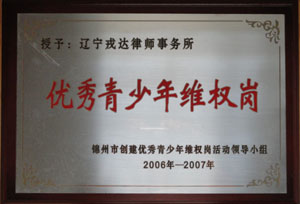 授予：辽宁戎达律师事务所
优秀青少年维权岗
锦州市创建优秀青少年维权岗活动领导小组
2006年—2007年